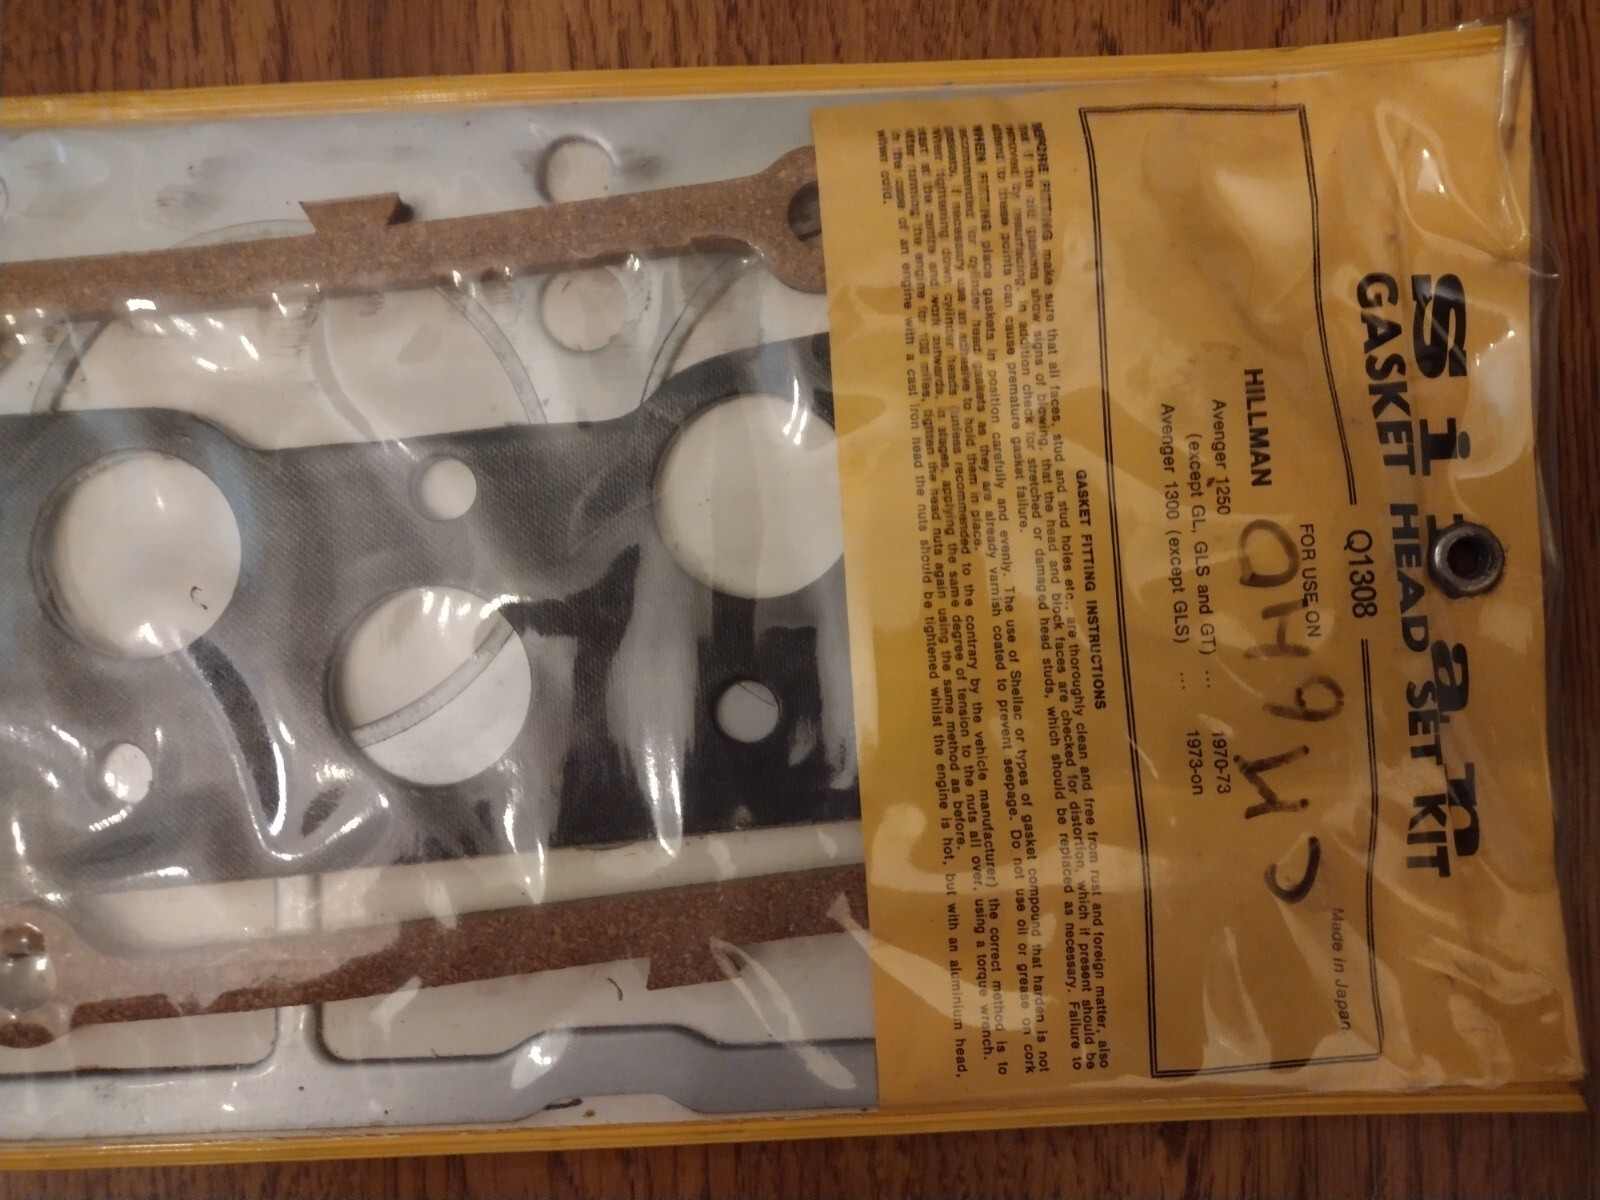 Siran
GASKET HEAD SET KIT
Q1308
Made in Japan
FOR USE ON
HILLMAN
Avenger 1250
(except GL, GLS and GT) ... 1970-73
Avenger 1300 (except GLS) ... 1973-on
GASKET FITTING INSTRUCTIONS
BEFORE FITTING make sure that all faces, stud and stud holes etc., are thoroughly clean and free from rust and foreign matter, also
that if the old gaskets show signs of blowing, that the head and block faces are checked for distortion, which if present should be
removed by resurfacing. In addition check for stretched or damaged head studs, which should be replaced as necessary. Failure to
attend to these points can cause premature gasket failure.
WHEN FITTING place gaskets in position carefully and evenly. The use of Shellac or types of gasket compound that harden is not
recommended for cylinder head gaskets as they are already varnish coated to prevent seepage. Do not use oil or grease on cork
gaskets, if necessary use an adhesive to hold them in place.
When tightening down cylinder heads (unless recommended to the contrary by the vehicle manufacturer) the correct method is to
start at the centre and work outwards, in stages, applying the same degree of tension to the nuts all over, using a torque wrench.
After running the engine for 100 miles, tighten the head nuts again using the same method as before.
In the case of an engine with a cast iron head the nuts should be tightened whilst the engine is hot, but with an aluminium head,
when cold.